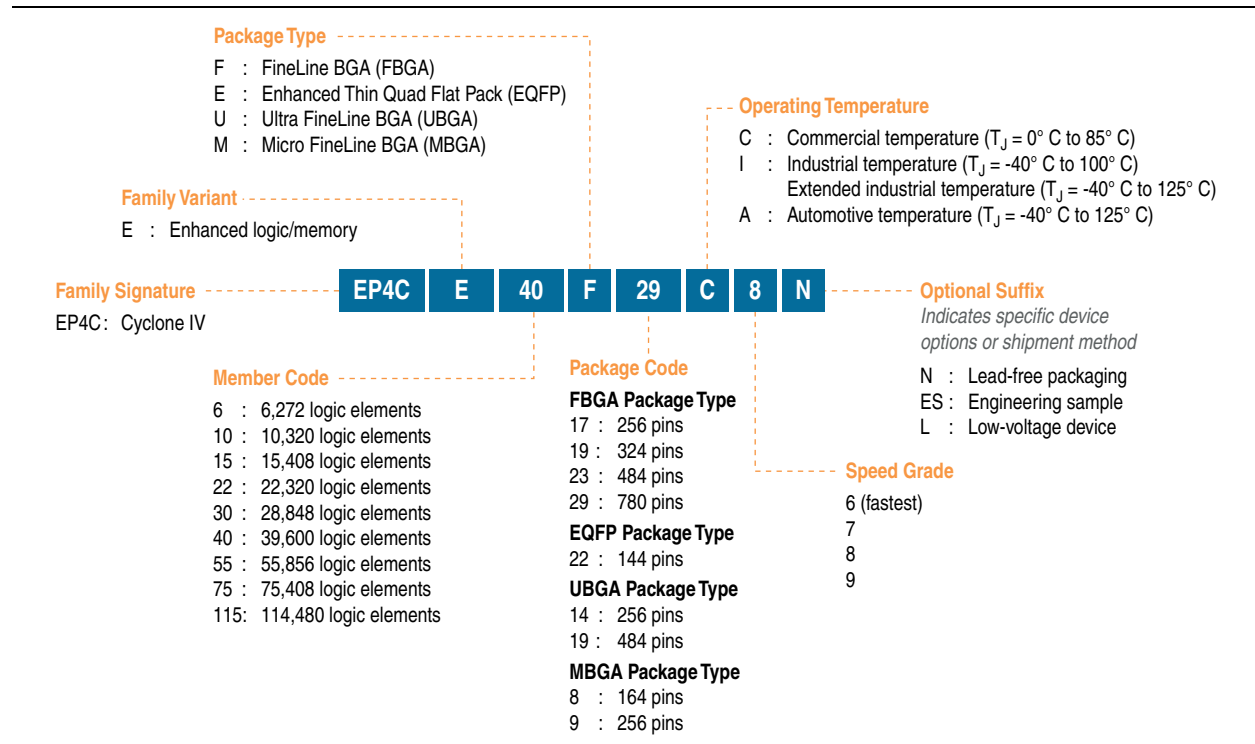 Package Type
F : FineLine BGA (FBGA)
E : Enhanced Thin Quad Flat Pack (EQFP)
U : Ultra FineLine BGA (UBGA)
M : Micro FineLine BGA (MBGA)
Operating Temperature
C : Commercial temperature (TJ = 0° C to 85° C)
I : Industrial temperature (TJ = -40° C to 100° C)
Extended industrial temperature (TJ = -40° C to 125° C)
A : Automotive temperature (TJ = -40° C to 125° C)
Family Variant
E : Enhanced logic/memory
Family Signature
EP4C : Cyclone IV
EP4C E 40 F 29 C 8 N
Optional Suffix
Indicates specific device
options or shipment method
N : Lead-free packaging
ES : Engineering sample
L : Low-voltage device
Member Code
6 : 6,272 logic elements
10 : 10,320 logic elements
15 : 15,408 logic elements
22 : 22,320 logic elements
30 : 28,848 logic elements
40 : 39,600 logic elements
55 : 55,856 logic elements
75 : 75,408 logic elements
115: 114,480 logic elements
Package Code
FBGA Package Type
17 : 256 pins
19 : 324 pins
23 : 484 pins
29 : 780 pins
EQFP Package Type
22 : 144 pins
UBGA Package Type
14 : 256 pins
19 : 484 pins
MBGA Package Type
8 : 164 pins
9 : 256 pins
Speed Grade
6 (fastest)
7
8
9